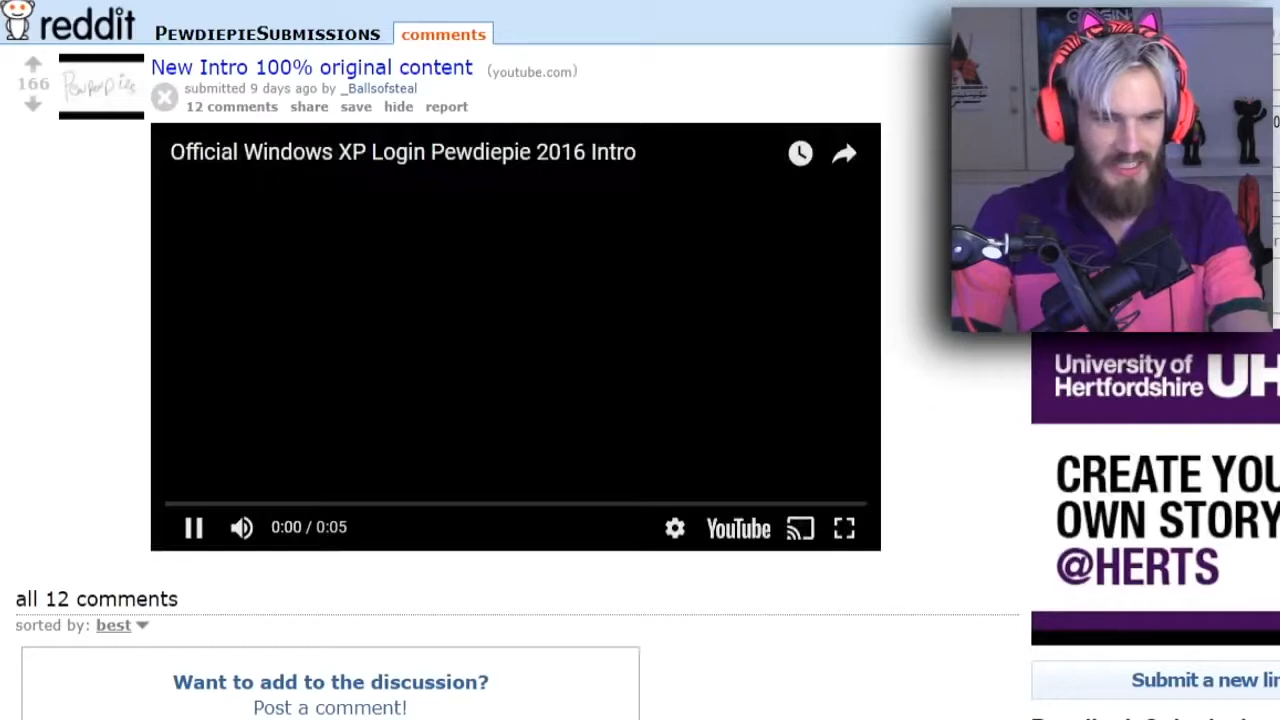 reddit PEWDIEPIESUBMISSIONS comments
166
New Intro 100% original content (youtube.com)
submitted 9 days ago by _Ballsofsteal
12 comments share save hide report
Official Windows XP Login Pewdiepie 2016 Intro
0:00 / 0:05
YouTube
University of
Hertfordshire
UH
CREATE YOU
OWN STORY
@HERTS
all 12 comments
sorted by: best
Want to add to the discussion?
Post a comment!
Submit a new lin